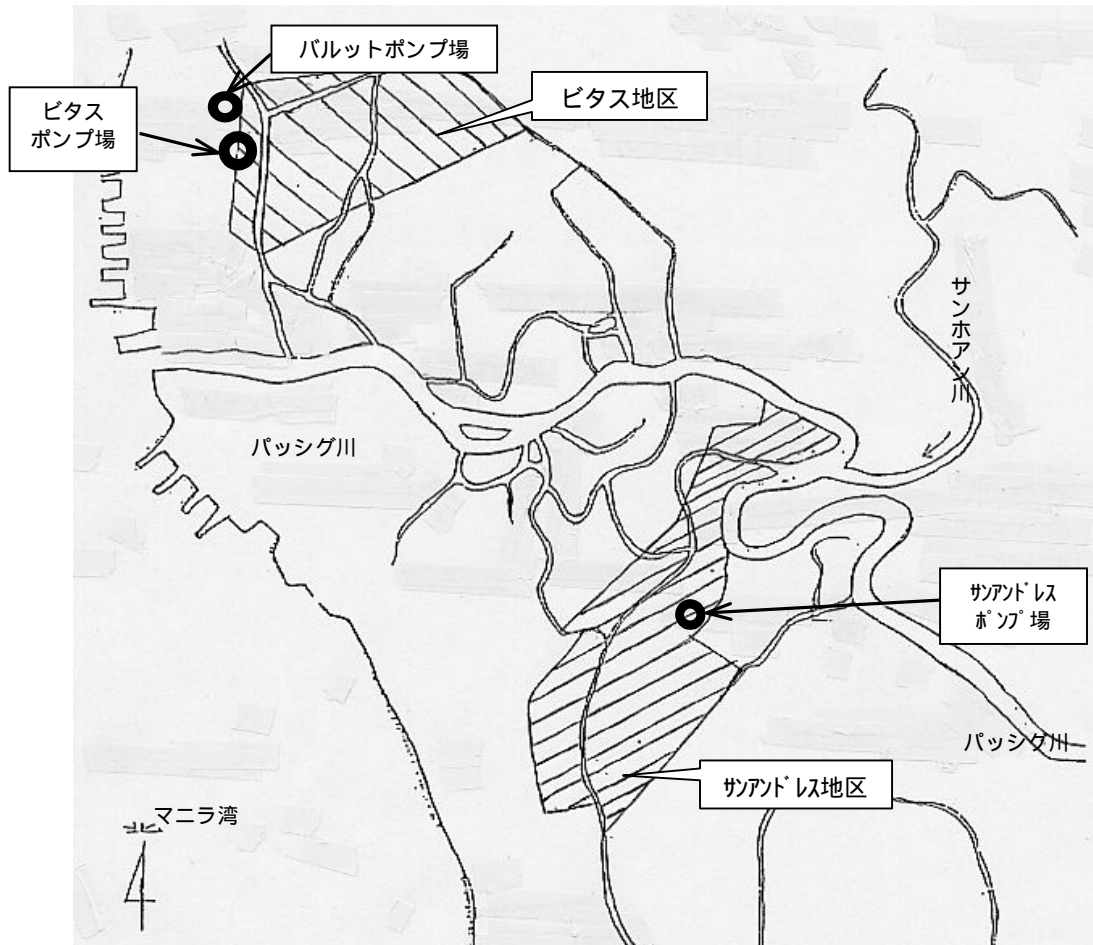 バルットポンプ場
ビタス
ポンプ場
ビタス地区
サンホアン川
パッシグ川
サンアンドレス
ポンプ場
パッシグ川
サンアンドレス地区
マニラ湾
北